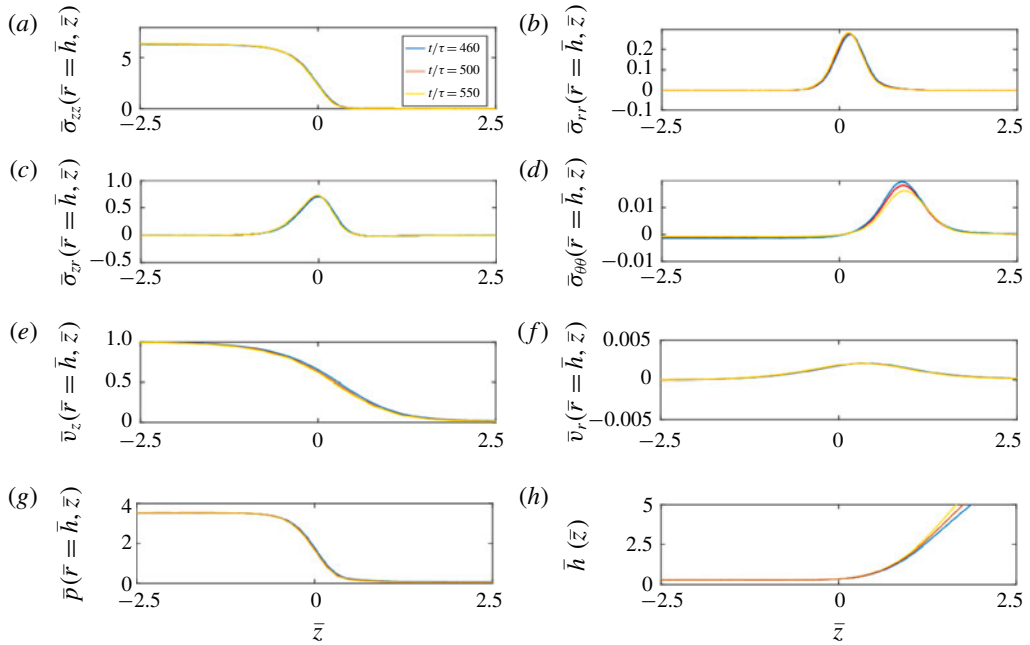 (a)
σ̄zz(r̄ = h̄, z̄)
5
0
−2.5
0
2.5
t/τ = 460
t/τ = 500
t/τ = 550
(b)
σ̄rr(r̄ = h̄, z̄)
0.2
0.1
0
−0.1
−2.5
0
2.5
(c)
σ̄zr(r̄ = h̄, z̄)
1.0
0.5
0
−0.5
−2.5
0
2.5
(d)
σ̄θθ(r̄ = h̄, z̄)
0.01
0
−0.01
−2.5
0
2.5
(e)
v̄z(r̄ = h̄, z̄)
1.0
0.5
0
−2.5
0
2.5
(f)
v̄r(r̄ = h̄, z̄)
0.005
0
−0.005
−2.5
0
2.5
(g)
p̄(r̄ = h̄, z̄)
4
2
0
−2.5
0
2.5
z̄
(h)
h̄ (z̄)
5
2.5
0
−2.5
0
2.5
z̄